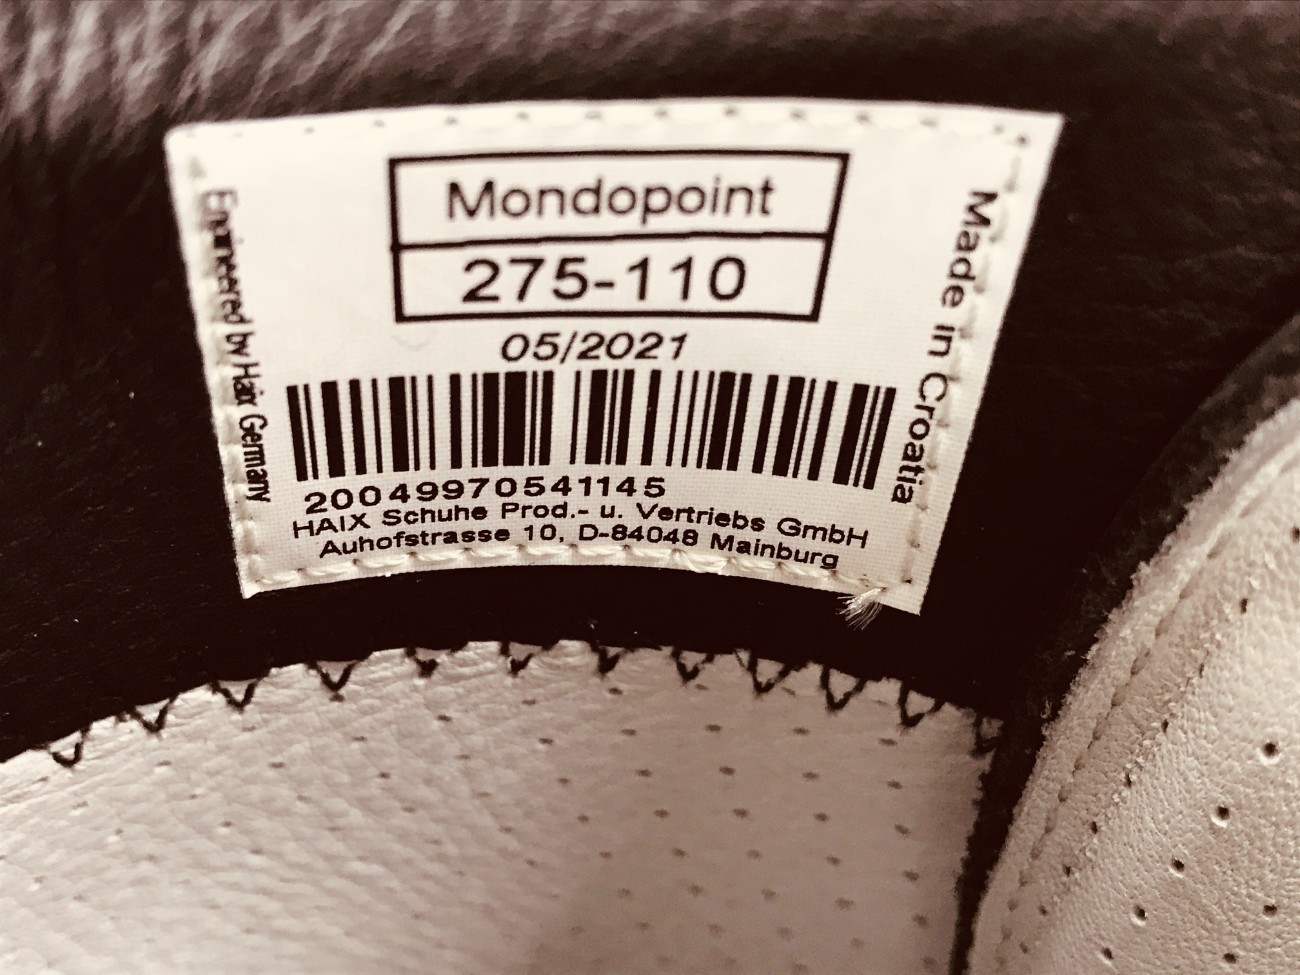 Mondopoint
275-110
05/2021
20049970541145
HAIX Schuhe Prod.- u. Vertriebs GmbH
Auhofstrasse 10, D-84048 Mainburg
Engineered by Haix Germany
Made in Croatia